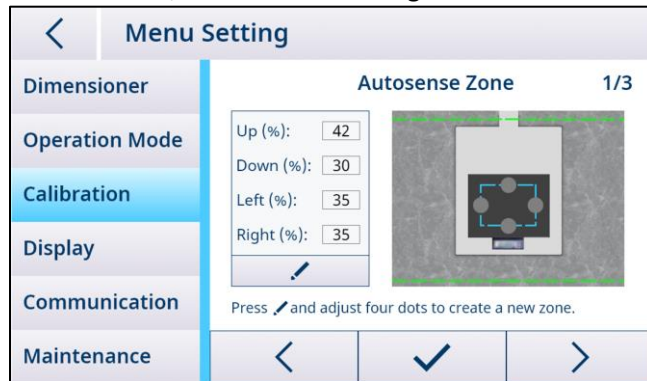 Menu Setting
Dimensioner
Operation Mode
Calibration
Display
Communication
Maintenance
Autosense Zone 1/3
Up (%): 42
Down (%): 30
Left (%): 35
Right (%): 35
Press and adjust four dots to create a new zone.